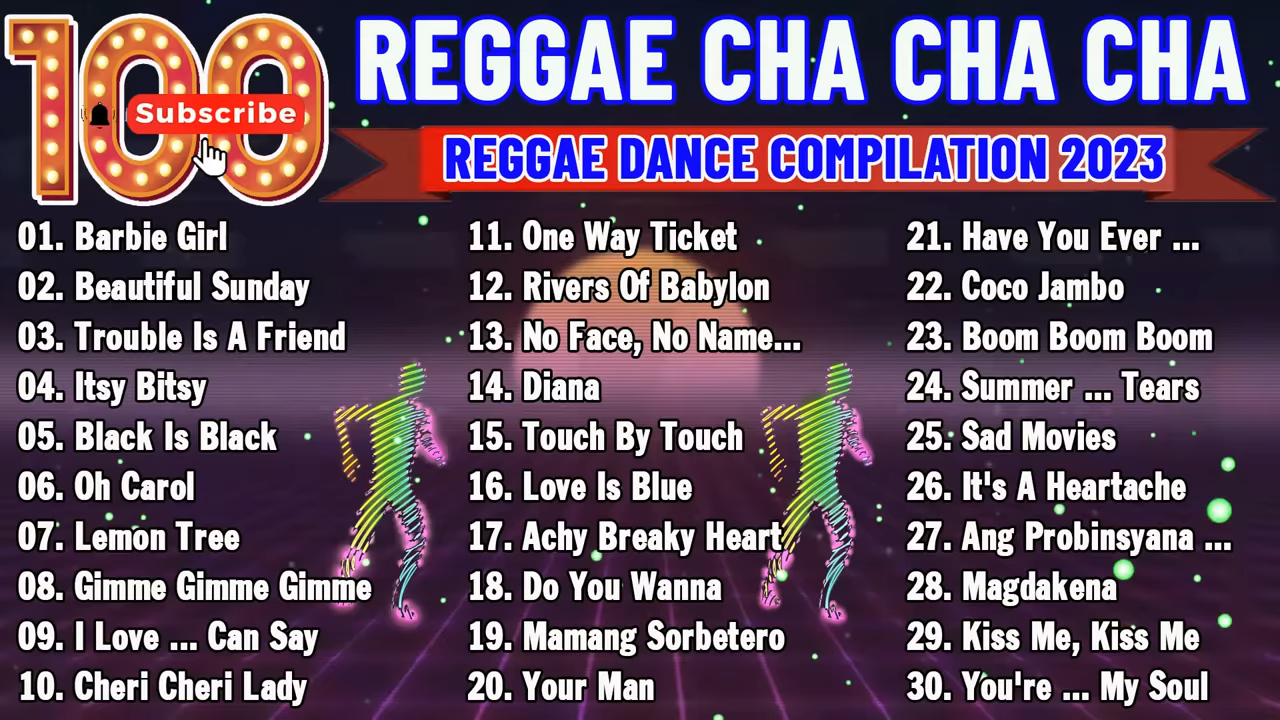 100
Subscribe
REGGAE CHA CHA CHA
REGGAE DANCE COMPILATION 2023
01. Barbie Girl
02. Beautiful Sunday
03. Trouble Is A Friend
04. Itsy Bitsy
05. Black Is Black
06. Oh Carol
07. Lemon Tree
08. Gimme Gimme Gimme
09. I Love ... Can Say
10. Cheri Cheri Lady
11. One Way Ticket
12. Rivers Of Babylon
13. No Face, No Name...
14. Diana
15. Touch By Touch
16. Love Is Blue
17. Achy Breaky Heart
18. Do You Wanna
19. Mamang Sorbetero
20. Your Man
21. Have You Ever ...
22. Coco Jambo
23. Boom Boom Boom
24. Summer ... Tears
25. Sad Movies
26. It's A Heartache
27. Ang Probinsyana ...
28. Magdakena
29. Kiss Me, Kiss Me
30. You're ... My Soul